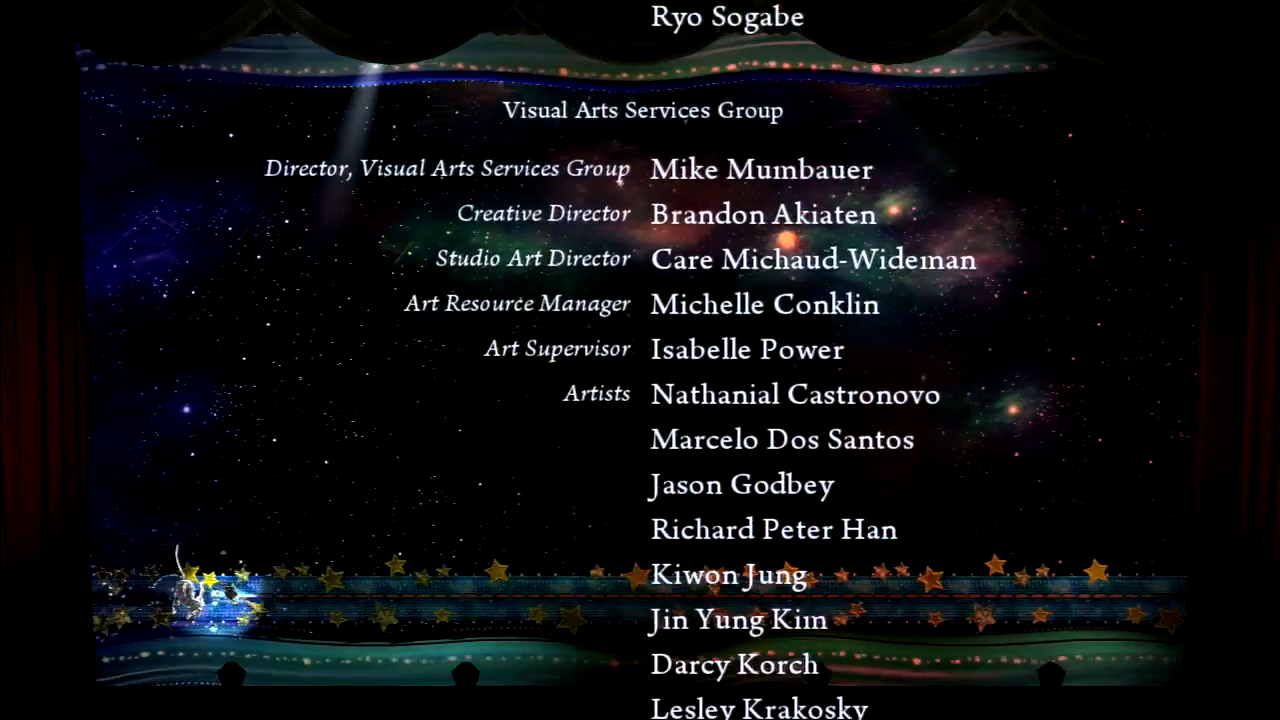 Ryo Sogabe
Visual Arts Services Group
Director, Visual Arts Services Group Mike Mumbauer
Creative Director Brandon Akiaten
Studio Art Director Care Michaud-Wideman
Art Resource Manager Michelle Conklin
Art Supervisor Isabelle Power
Artists Nathanial Castronovo
Marcelo Dos Santos
Jason Godbey
Richard Peter Han
Kiwon Jung
Jin Yung Kim
Darcy Korch
Lesley Krakosky